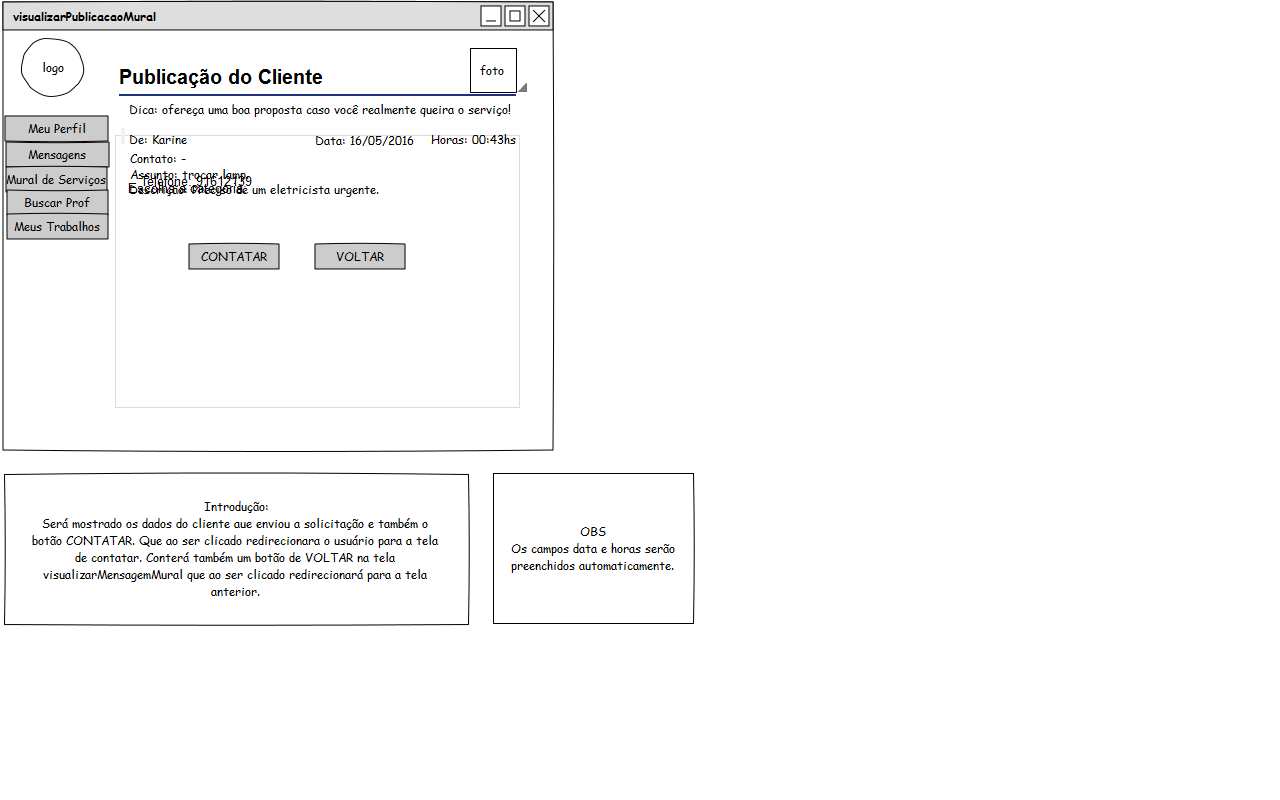 visualizarPublicacaoMural
logo
Publicação do Cliente
foto
Dica: ofereça uma boa proposta caso você realmente queira o serviço!
Meu Perfil
Mensagens
Mural de Serviços
Buscar Prof
Meus Trabalhos
De: Karine
Data: 16/05/2016
Horas: 00:43hs
Contato: -
Assunto: trocar lamp
Telefone 91612139
Escolha a categoria:
Descrição: Preciso de um eletricista urgente.
CONTATAR
VOLTAR
Introdução:
Será mostrado os dados do cliente aue enviou a solicitação e também o
botão CONTATAR. Que ao ser clicado redirecionara o usuário para a tela
de contatar. Conterá também um botão de VOLTAR na tela
visualizarMensagemMural que ao ser clicado redirecionará para a tela
anterior.
OBS
Os campos data e horas serão
preenchidos automaticamente.